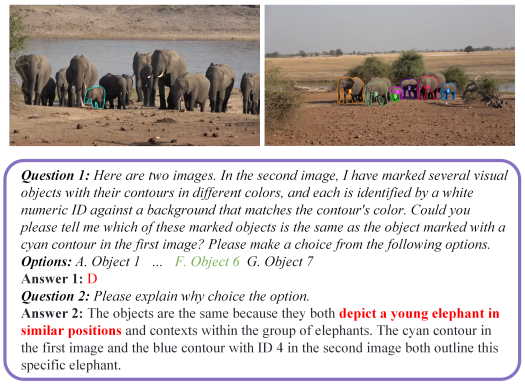 Question 1: Here are two images. In the second image, I have marked several visual
objects with their contours in different colors, and each is identified by a white
numeric ID against a background that matches the contour's color. Could you
please tell me which of these marked objects is the same as the object marked with a
cyan contour in the first image? Please make a choice from the following options.
Options: A. Object 1 ... F. Object 6 G. Object 7
Answer 1: D
Question 2: Please explain why choice the option.
Answer 2: The objects are the same because they both depict a young elephant in
similar positions and contexts within the group of elephants. The cyan contour in
the first image and the blue contour with ID 4 in the second image both outline this
specific elephant.